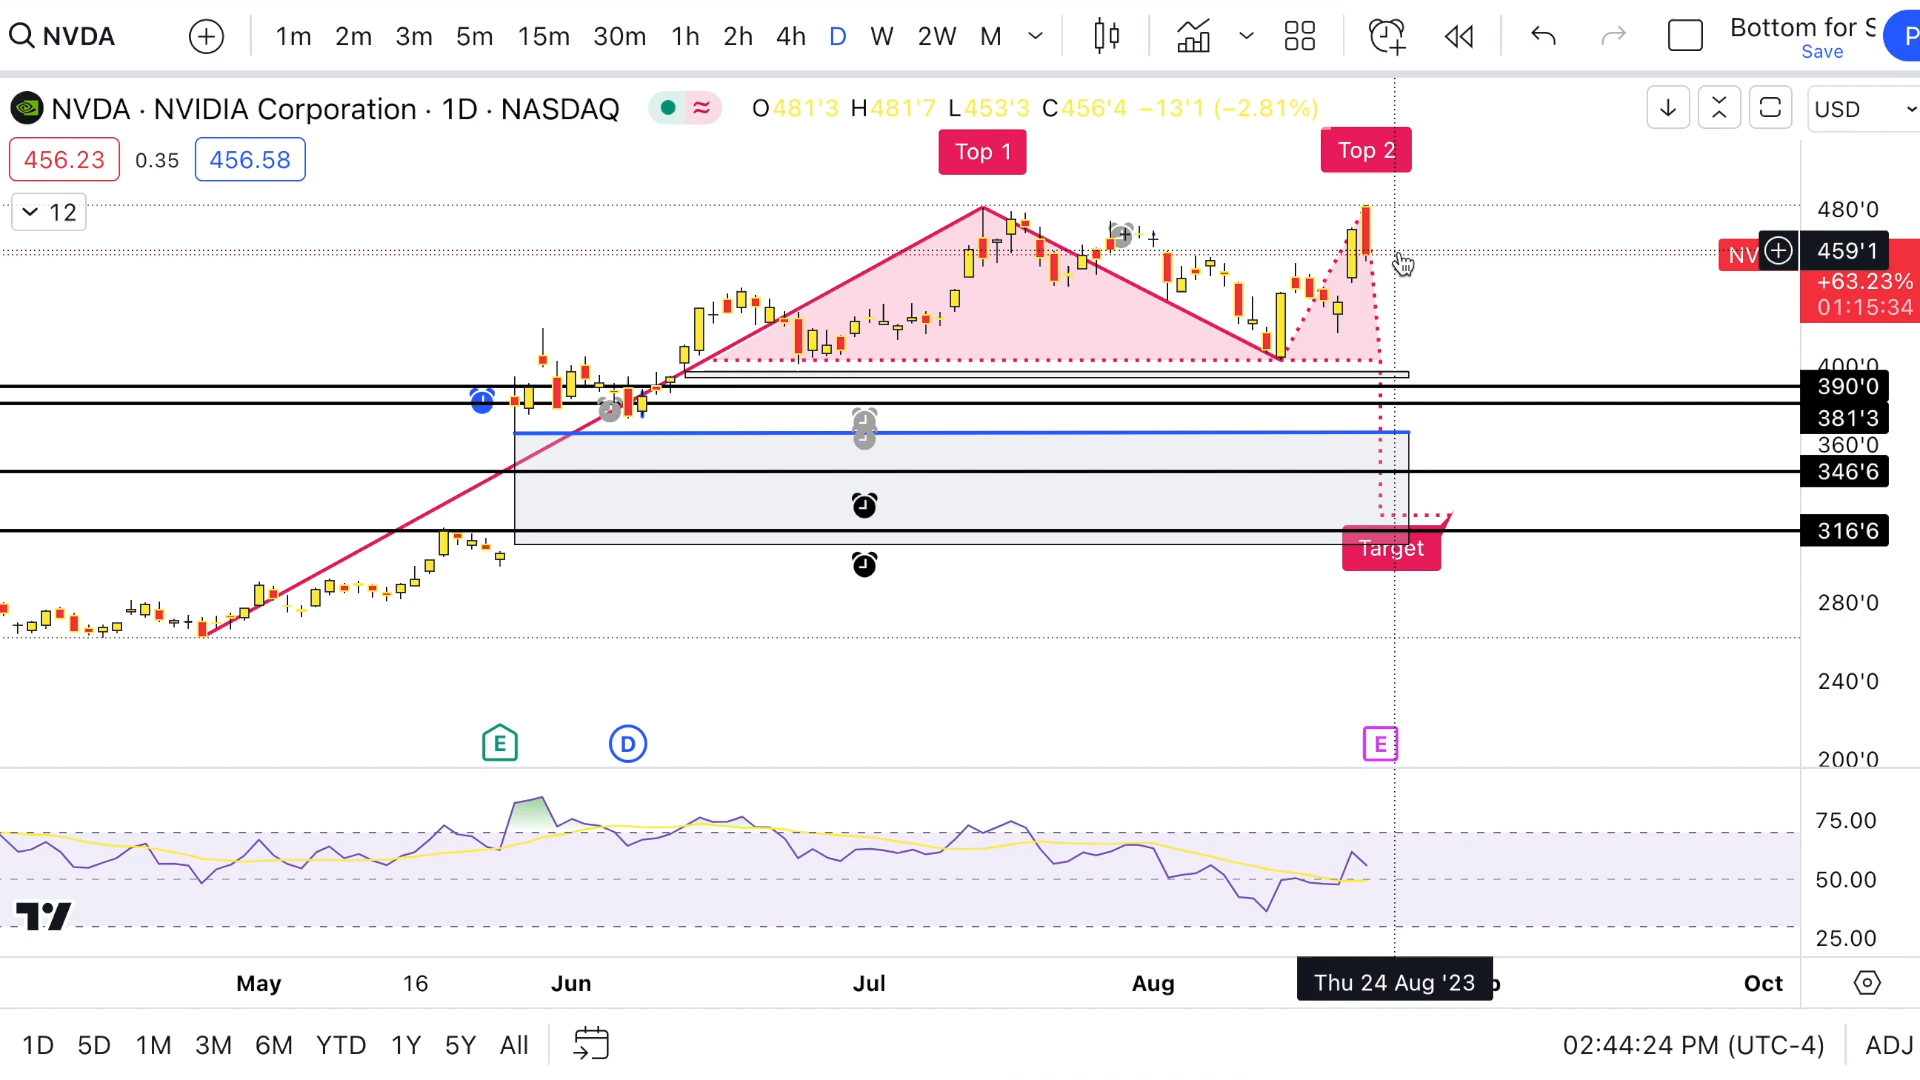 NVDA 1m 2m 3m 5m 15m 30m 1h 2h 4h D W 2W M Bottom for S P
Save
NVDA · NVIDIA Corporation · 1D · NASDAQ O481'3 H481'7 L453'3 C456'4 −13'1 (−2.81%) USD
456.23 0.35 456.58
Top 1 Top 2
12
480'0
NV 459'1
+63.23%
01:15:34
400'0
390'0
381'3
360'0
346'6
316'6
Target
280'0
240'0
E D E
200'0
75.00
50.00
25.00
May 16 Jun Jul Aug Thu 24 Aug '23 Oct
1D 5D 1M 3M 6M YTD 1Y 5Y All 02:44:24 PM (UTC-4) ADJ